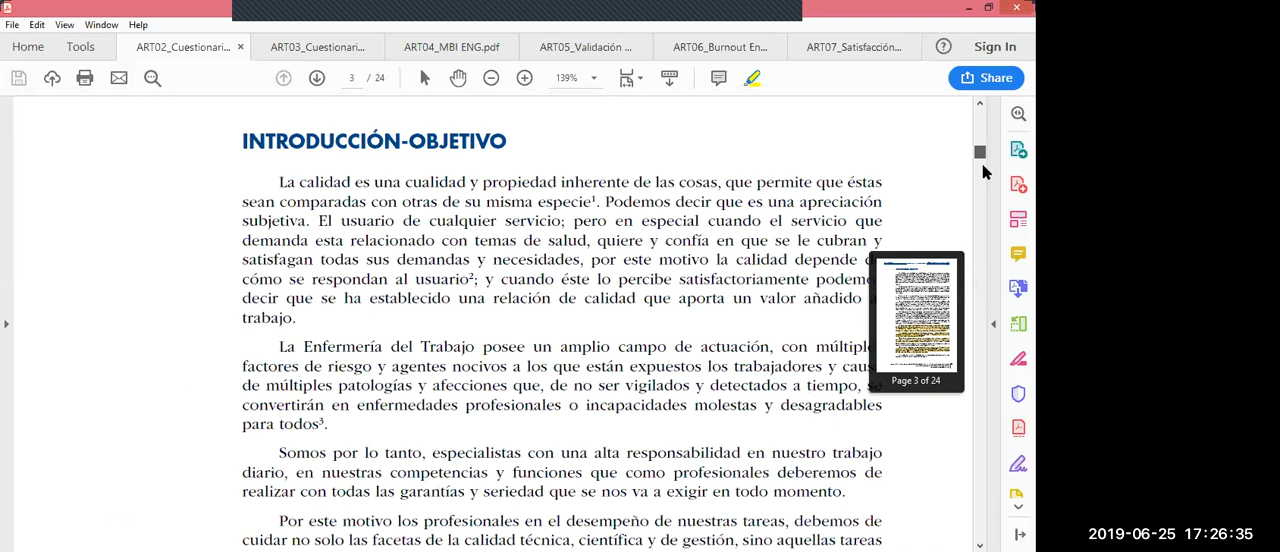 File Edit View Window Help
Home Tools ART02_Cuestionari... × ART03_Cuestionari... ART04_MBI ENG.pdf ART05_Validación ... ART06_Burnout En... ART07_Satisfacción... Sign In
3 / 24 139% Share
INTRODUCCIÓN-OBJETIVO
La calidad es una cualidad y propiedad inherente de las cosas, que permite que éstas
sean comparadas con otras de su misma especie¹. Podemos decir que es una apreciación
subjetiva. El usuario de cualquier servicio; pero en especial cuando el servicio que
demanda esta relacionado con temas de salud, quiere y confía en que se le cubran y
satisfagan todas sus demandas y necesidades, por este motivo la calidad depende
cómo se respondan al usuario²; y cuando éste lo percibe satisfactoriamente
decir que se ha establecido una relación de calidad que aporta un valor añadido
trabajo.
La Enfermería del Trabajo posee un amplio campo de actuación, con
factores de riesgo y agentes nocivos a los que están expuestos los trabajadores y
de múltiples patologías y afecciones que, de no ser vigilados y detectados a tiempo,
convertirán en enfermedades profesionales o incapacidades molestas y desagradables
para todos³.
Page 3 of 24
Somos por lo tanto, especialistas con una alta responsabilidad en nuestro trabajo
diario, en nuestras competencias y funciones que como profesionales deberemos de
realizar con todas las garantías y seriedad que se nos va a exigir en todo momento.
Por este motivo los profesionales en el desempeño de nuestras tareas, debemos de
cuidar no solo las facetas de la calidad técnica, científica y de gestión, sino aquellas tareas
2019-06-25 17:26:35